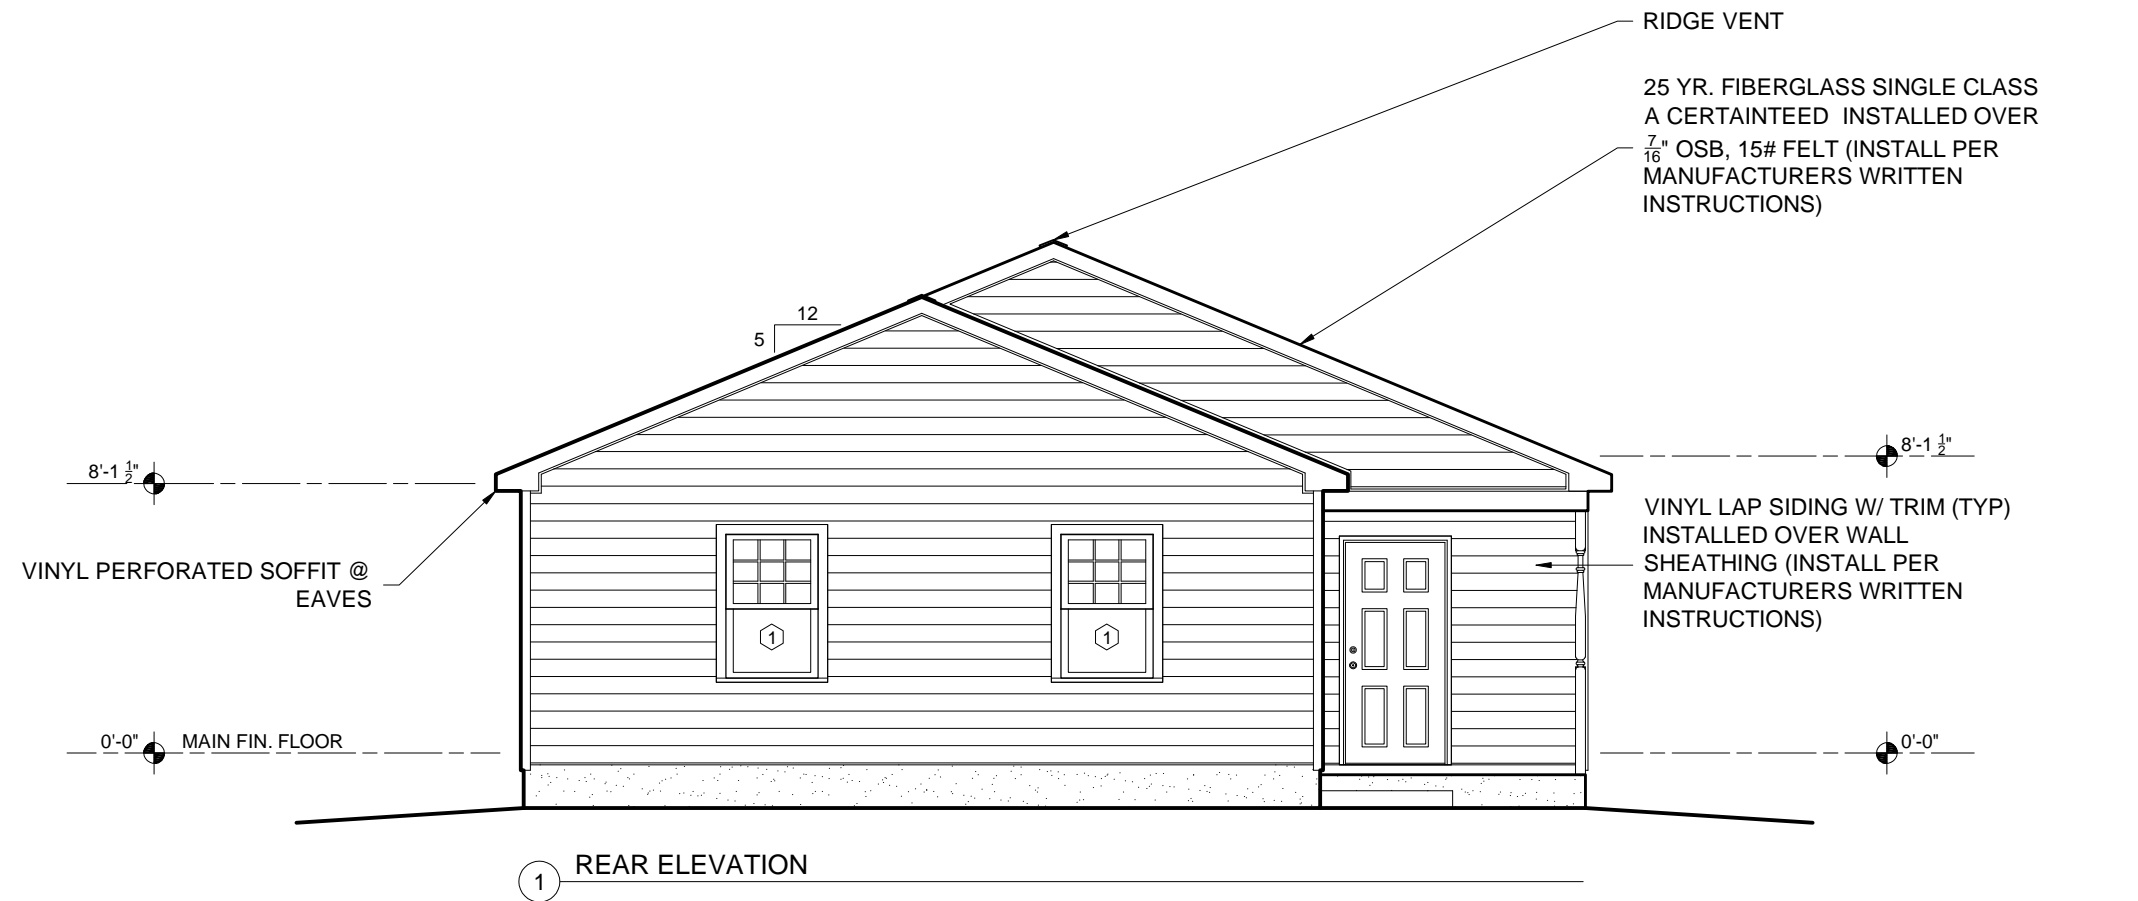 RIDGE VENT
25 YR. FIBERGLASS SINGLE CLASS
A CERTAINTEED INSTALLED OVER
7/16" OSB, 15# FELT (INSTALL PER
MANUFACTURERS WRITTEN
INSTRUCTIONS)
12
5
8'-1 1/2"
8'-1 1/2"
VINYL PERFORATED SOFFIT @
EAVES
VINYL LAP SIDING W/ TRIM (TYP)
INSTALLED OVER WALL
SHEATHING (INSTALL PER
MANUFACTURERS WRITTEN
INSTRUCTIONS)
1
1
0'-0" MAIN FIN. FLOOR
0'-0"
1 REAR ELEVATION